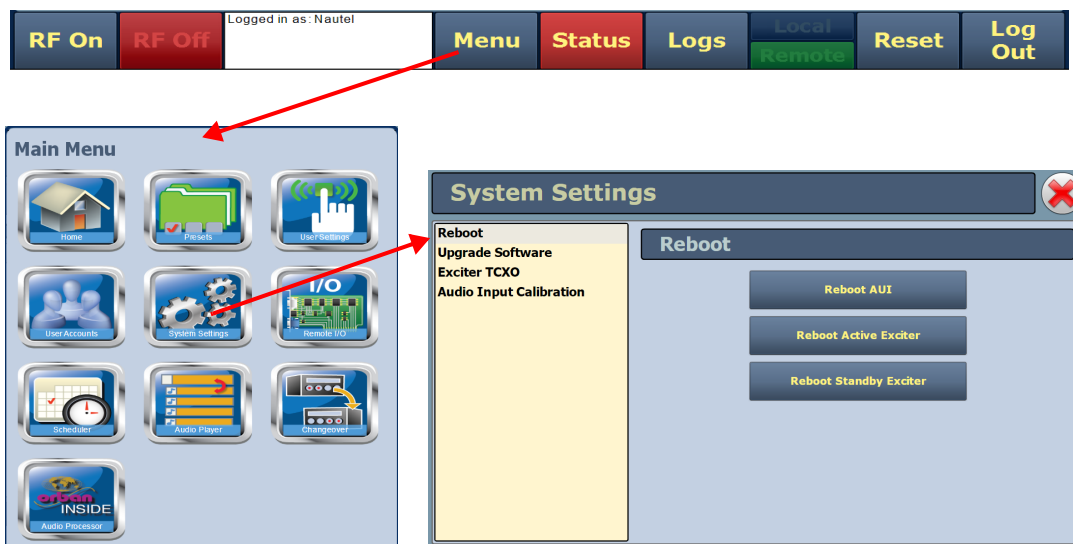 RF On
RF Off
Logged in as: Nautel
Menu
Status
Logs
Local
Remote
Reset
Log
Out
Main Menu
Home
Presets
User Settings
User Accounts
System Settings
I/O
Remote I/O
Scheduler
Audio Player
Changeover
orban
INSIDE
Audio Processor
System Settings
Reboot
Upgrade Software
Exciter TCXO
Audio Input Calibration
Reboot
Reboot AUI
Reboot Active Exciter
Reboot Standby Exciter